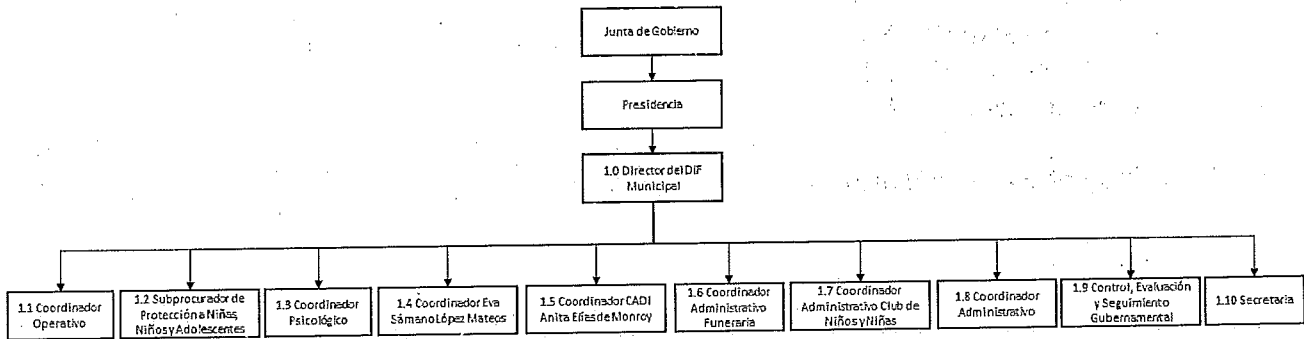 Junta de Gobierno
Presidencia
1.0 Director del DIF
Municipal
1.1 Coordinador
Operativo
1.2 Subprocurador de
Protección a Niñas,
Niños y Adolescentes
1.3 Coordinador
Psicológico
1.4 Coordinador Eva
Sámano López Mateos
1.5 Coordinador CADI
Anita Elías de Monroy
1.6 Coordinador
Administrativo
Funeraria
1.7 Coordinador
Administrativo Club de
Niños y Niñas
1.8 Coordinador
Administrativo
1.9 Control, Evaluación
y Seguimiento
Gubernamental
1.10 Secretaria